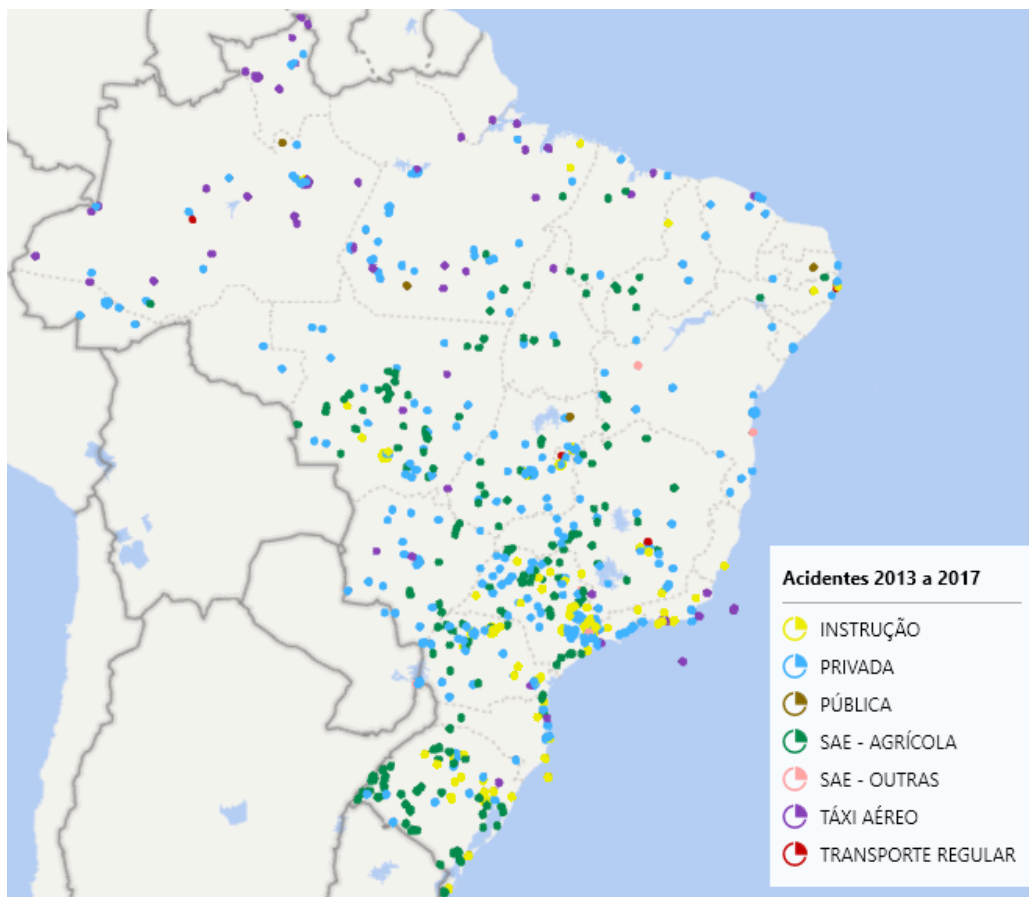 Acidentes 2013 a 2017
INSTRUÇÃO
PRIVADA
PÚBLICA
SAE - AGRÍCOLA
SAE - OUTRAS
TÁXI AÉREO
TRANSPORTE REGULAR